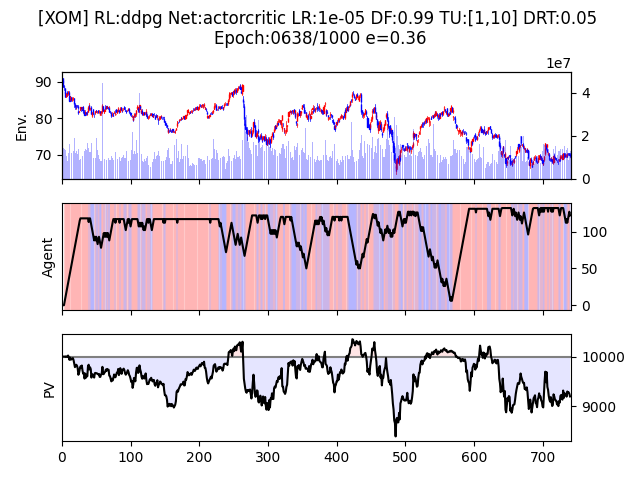 [XOM] RL:ddpg Net:actorcritic LR:1e-05 DF:0.99 TU:[1,10] DRT:0.05
Epoch:0638/1000 e=0.36
1e7
90
80
70
Env.
4
2
0
Agent
100
50
0
PV
10000
9000
0 100 200 300 400 500 600 700